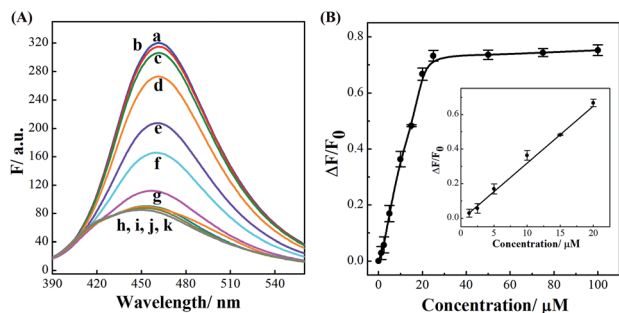 (A)
F/ a.u.
320
280
240
200
160
120
80
40
0
390 420 450 480 510 540
Wavelength/ nm
a
b
c
d
e
f
g
h, i, j, k
(B)
ΔF/F0
0.8
0.6
0.4
0.2
0.0
0 20 40 60 80 100
Concentration/ μM
ΔF/F0
0.6
0.4
0.2
0.0
0 5 10 15 20
Concentration/ μM